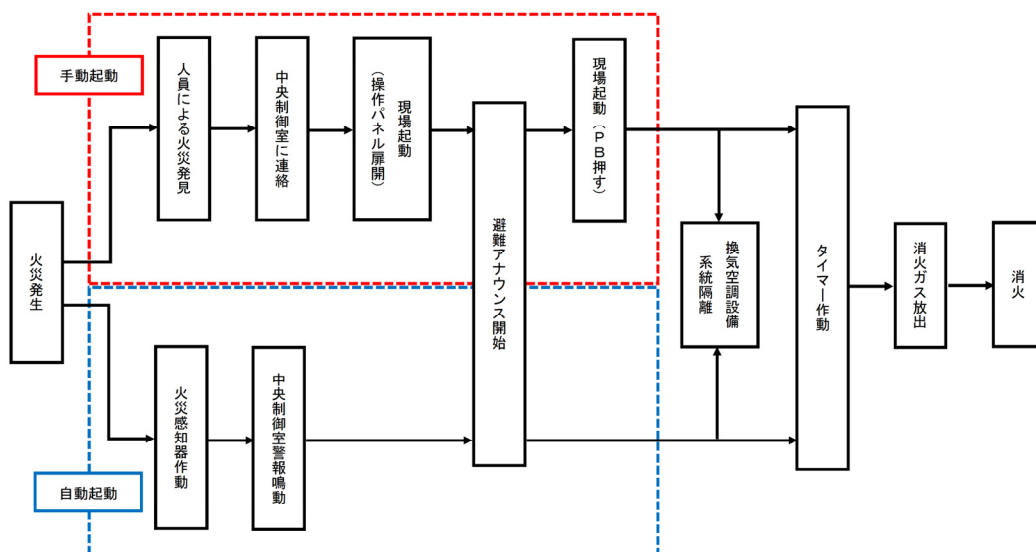 手動起動
人員による火災発見
中央制御室に連絡
現場起動
(操作パネル扉開)
避難アナウンス開始
現場起動(PB押す)
火災発生
換気空調設備
系統隔離
タイマー作動
消火ガス放出
消火
火災感知器作動
中央制御室警報鳴動
自動起動